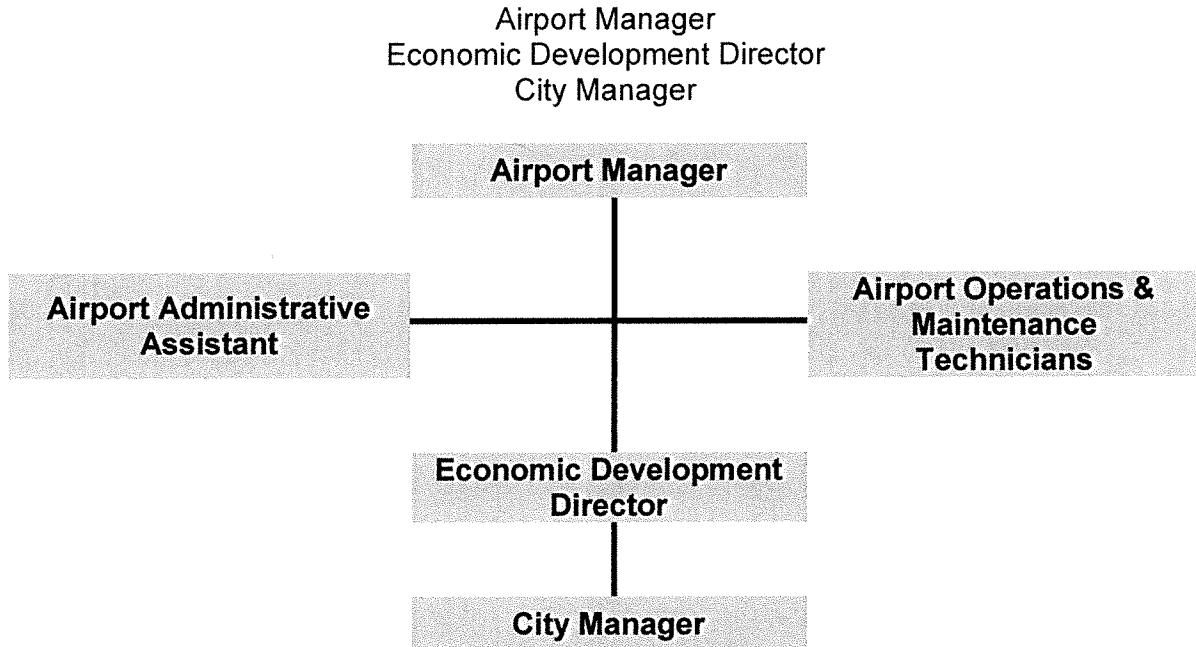 Airport Manager
Economic Development Director
City Manager
Airport Manager
Airport Administrative
Assistant
Airport Operations &
Maintenance
Technicians
Economic Development
Director
City Manager